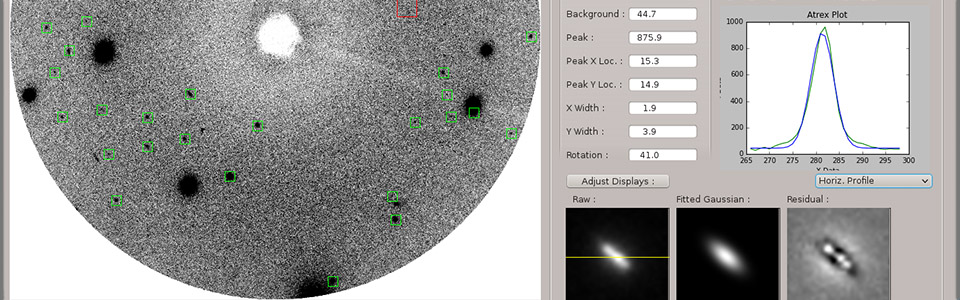 Background : 44.7
Atrex Plot
Peak : 875.9
Peak X Loc. : 15.3
Peak Y Loc. : 14.9
X Width : 1.9
Y Width : 3.9
Rotation : 41.0
1000
800
600
400
200
0
265 270 275 280 285 290 295 300
Adjust Displays :
Horiz. Profile
Raw :
Fitted Gaussian :
Residual :